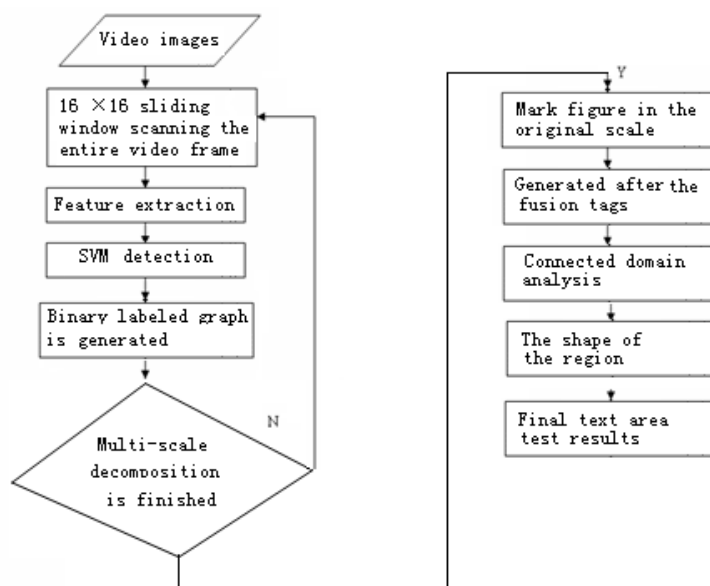 Video images
16 ×16 sliding
window scanning the
entire video frame
Feature extraction
SVM detection
Binary labeled graph
is generated
N
Multi-scale
decomposition
is finished
Y
Mark figure in the
original scale
Generated after the
fusion tags
Connected domain
analysis
The shape of
the region
Final text area
test results